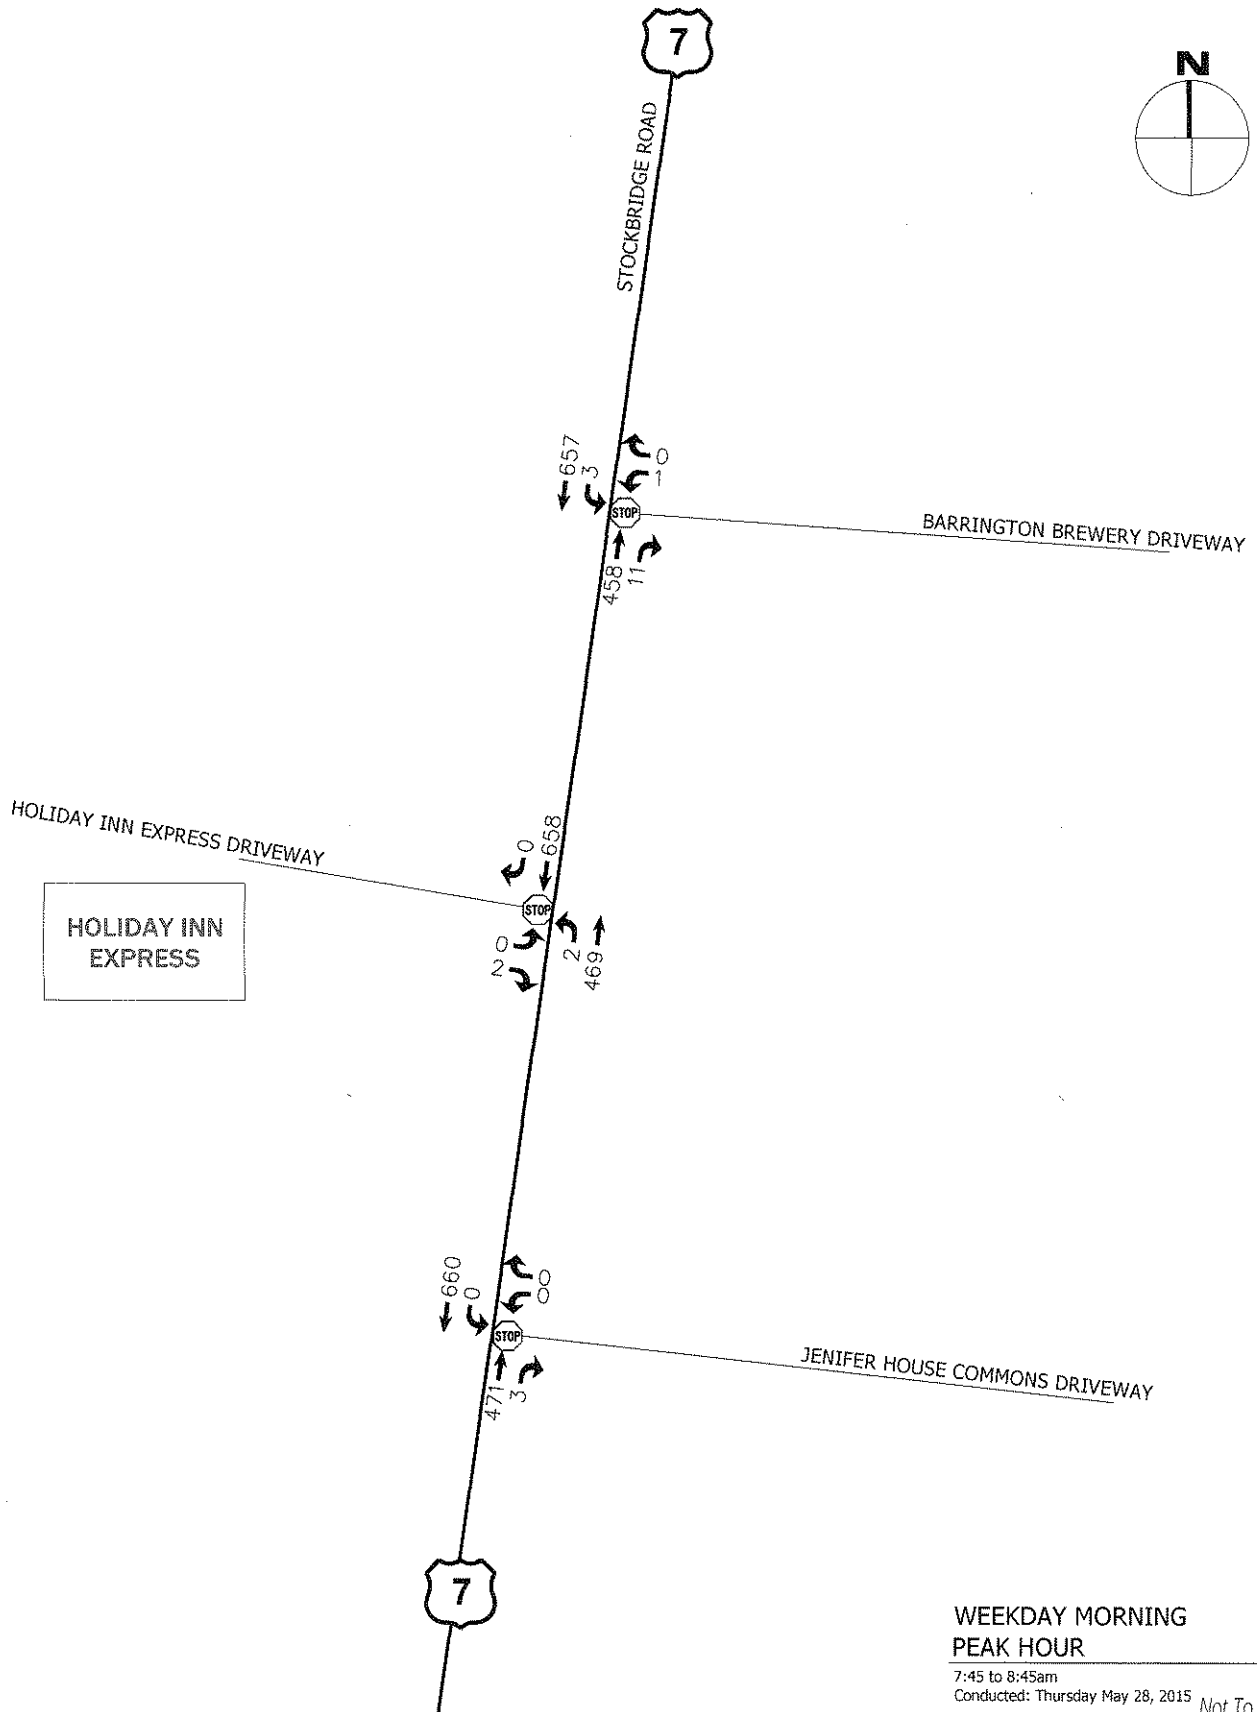 7
N
STOCKBRIDGE ROAD
657
3
0
1
STOP
BARRINGTON BREWERY DRIVEWAY
458
11
HOLIDAY INN EXPRESS DRIVEWAY
0
658
HOLIDAY INN
EXPRESS
STOP
0
2
2
469
660
0
0
0
STOP
JENIFER HOUSE COMMONS DRIVEWAY
471
3
7
WEEKDAY MORNING
PEAK HOUR
7:45 to 8:45am
Conducted: Thursday May 28, 2015
Not To